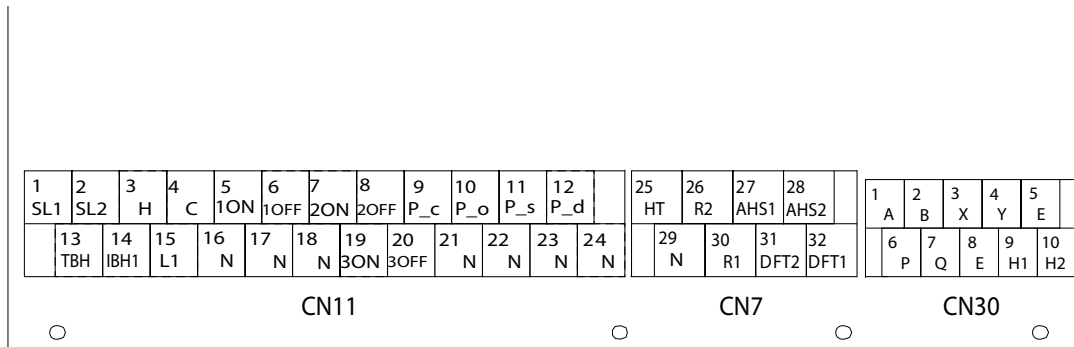 1 2 3 4 5 6 7 8 9 10 11 12
SL1 SL2 H C 1ON 1OFF 2ON 2OFF P_c P_o P_s P_d
13 14 15 16 17 18 19 20 21 22 23 24
TBH IBH1 L1 N N N 3ON 3OFF N N N N
CN11
25 26 27 28
HT R2 AHS1 AHS2
29 30 31 32
N R1 DFT2 DFT1
CN7
1 2 3 4 5
A B X Y E
6 7 8 9 10
P Q E H1 H2
CN30